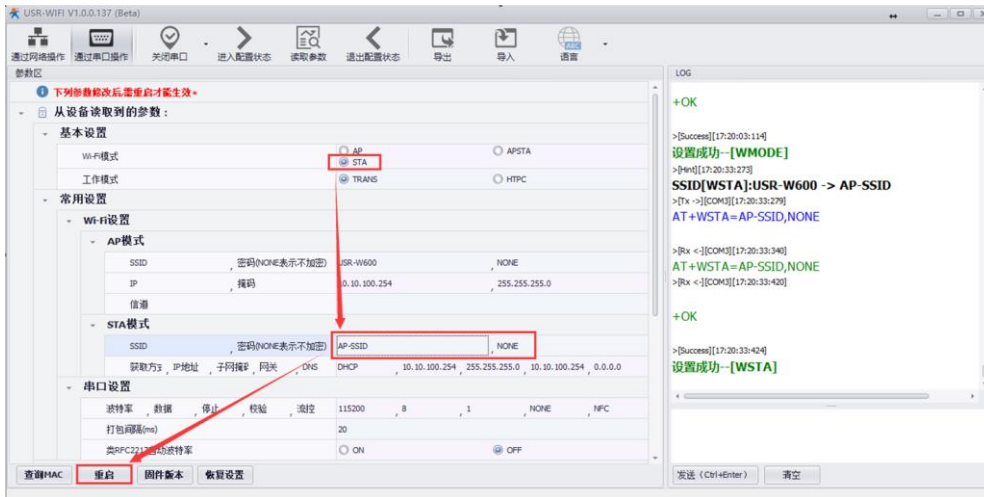 USR-WIFI V1.0.0.137 (Beta)
通过网络操作 通过串口操作 关闭串口 进入配置状态 读取参数 退出配置状态 导出 导入 语言
参数区
下列参数修改后,需重启才能生效。
从设备读取到的参数：
基本设置
Wi-Fi模式 AP APSTA
STA
工作模式 TRANS HTPC
常用设置
Wi-Fi设置
AP模式
SSID , 密码(NONE表示不加密) USR-W600 , NONE
IP , 掩码 10.10.100.254 , 255.255.255.0
信道
STA模式
SSID , 密码(NONE表示不加密) AP-SSID , NONE
获取方式 , IP地址 , 子网掩码 , 网关 , DNS DHCP , 10.10.100.254 , 255.255.255.0 , 10.10.100.254 , 0.0.0.0
串口设置
波特率 , 数据 , 停止 , 校验 , 流控 115200 , 8 , 1 , NONE , NFC
打包间隔(ms) 20
类RFC2217自动波特率 ON OFF
查询MAC 重启 固件版本 恢复设置
LOG
+OK
>[Success][17:20:03:114]
设置成功--[WMODE]
>[Hint][17:20:33:273]
SSID[WSTA]:USR-W600 -> AP-SSID
>[Tx ->][COM3][17:20:33:279]
AT+WSTA=AP-SSID,NONE
>[Rx <-][COM3][17:20:33:340]
AT+WSTA=AP-SSID,NONE
>[Rx <-][COM3][17:20:33:420]
+OK
>[Success][17:20:33:424]
设置成功--[WSTA]
发送（Ctrl+Enter） 清空